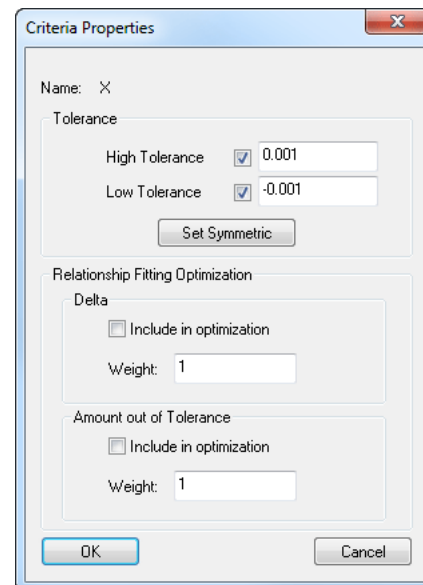 Criteria Properties
Name: X
Tolerance
High Tolerance 0.001
Low Tolerance -0.001
Set Symmetric
Relationship Fitting Optimization
Delta
Include in optimization
Weight: 1
Amount out of Tolerance
Include in optimization
Weight: 1
OK Cancel